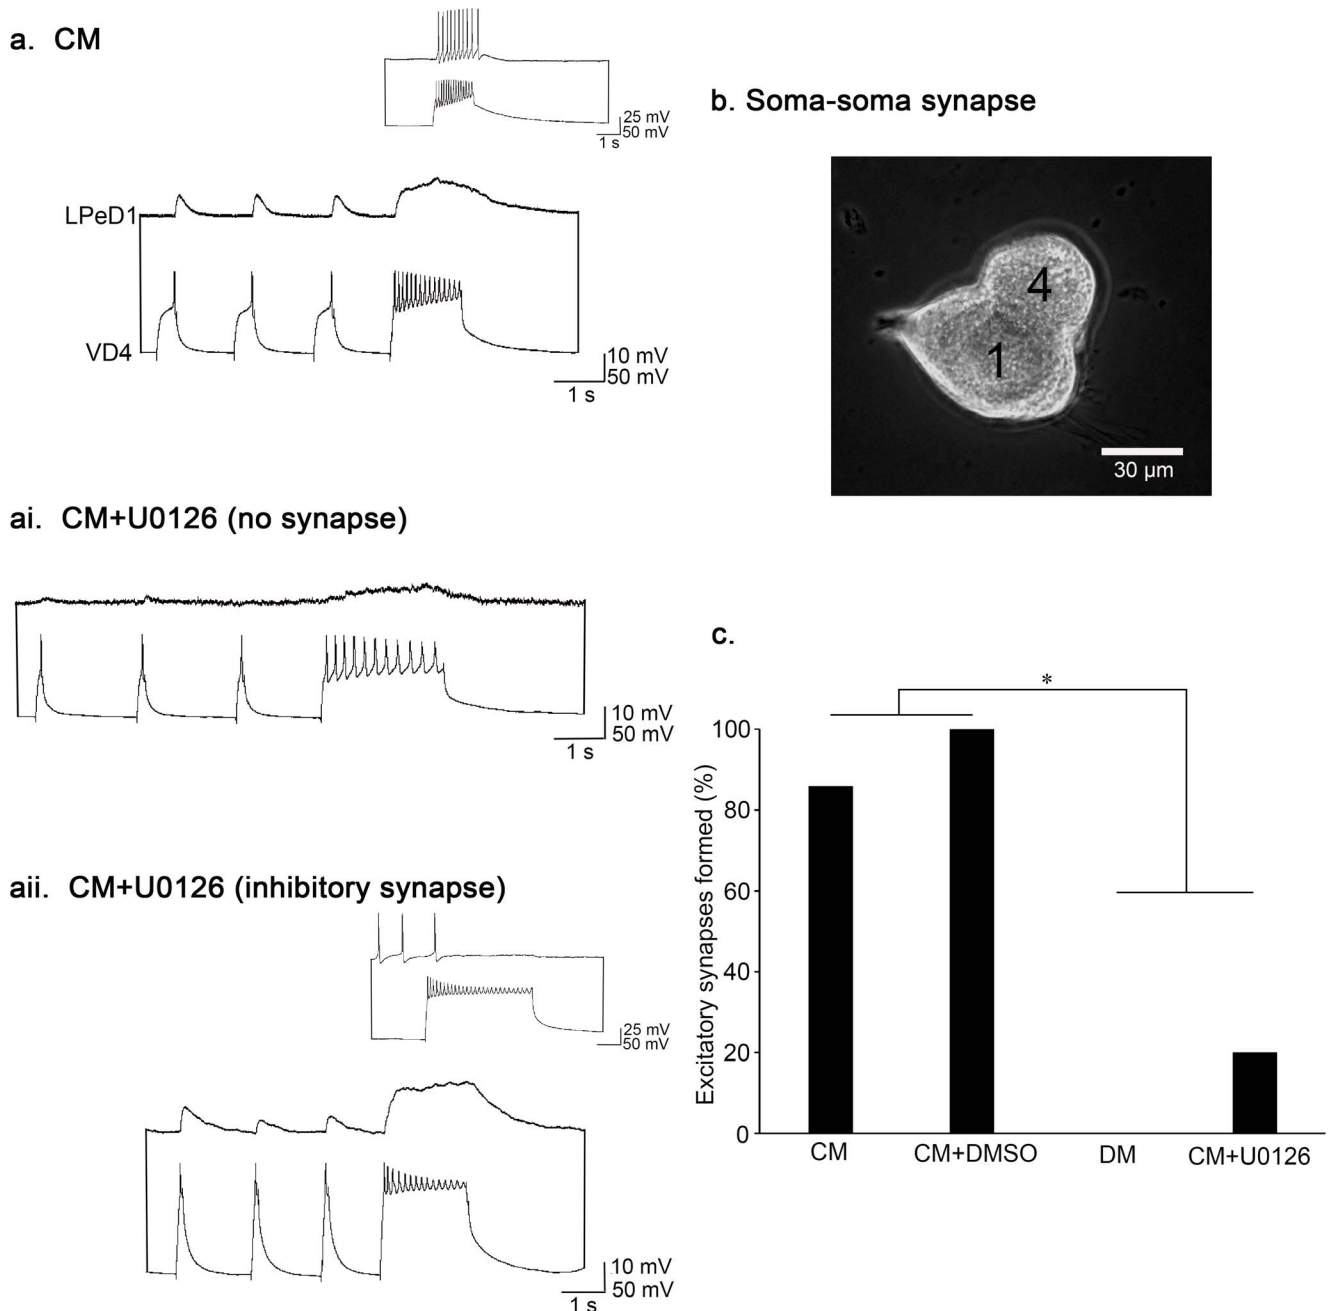 a. CM
25 mV
50 mV
1 s
LPeD1
VD4
10 mV
50 mV
1 s
ai. CM+U0126 (no synapse)
10 mV
50 mV
1 s
aii. CM+U0126 (inhibitory synapse)
25 mV
50 mV
10 mV
50 mV
1 s
b. Soma-soma synapse
4
1
30 µm
c.
*
Excitatory synapses formed (%)
100
80
60
40
20
0
CM CM+DMSO DM CM+U0126